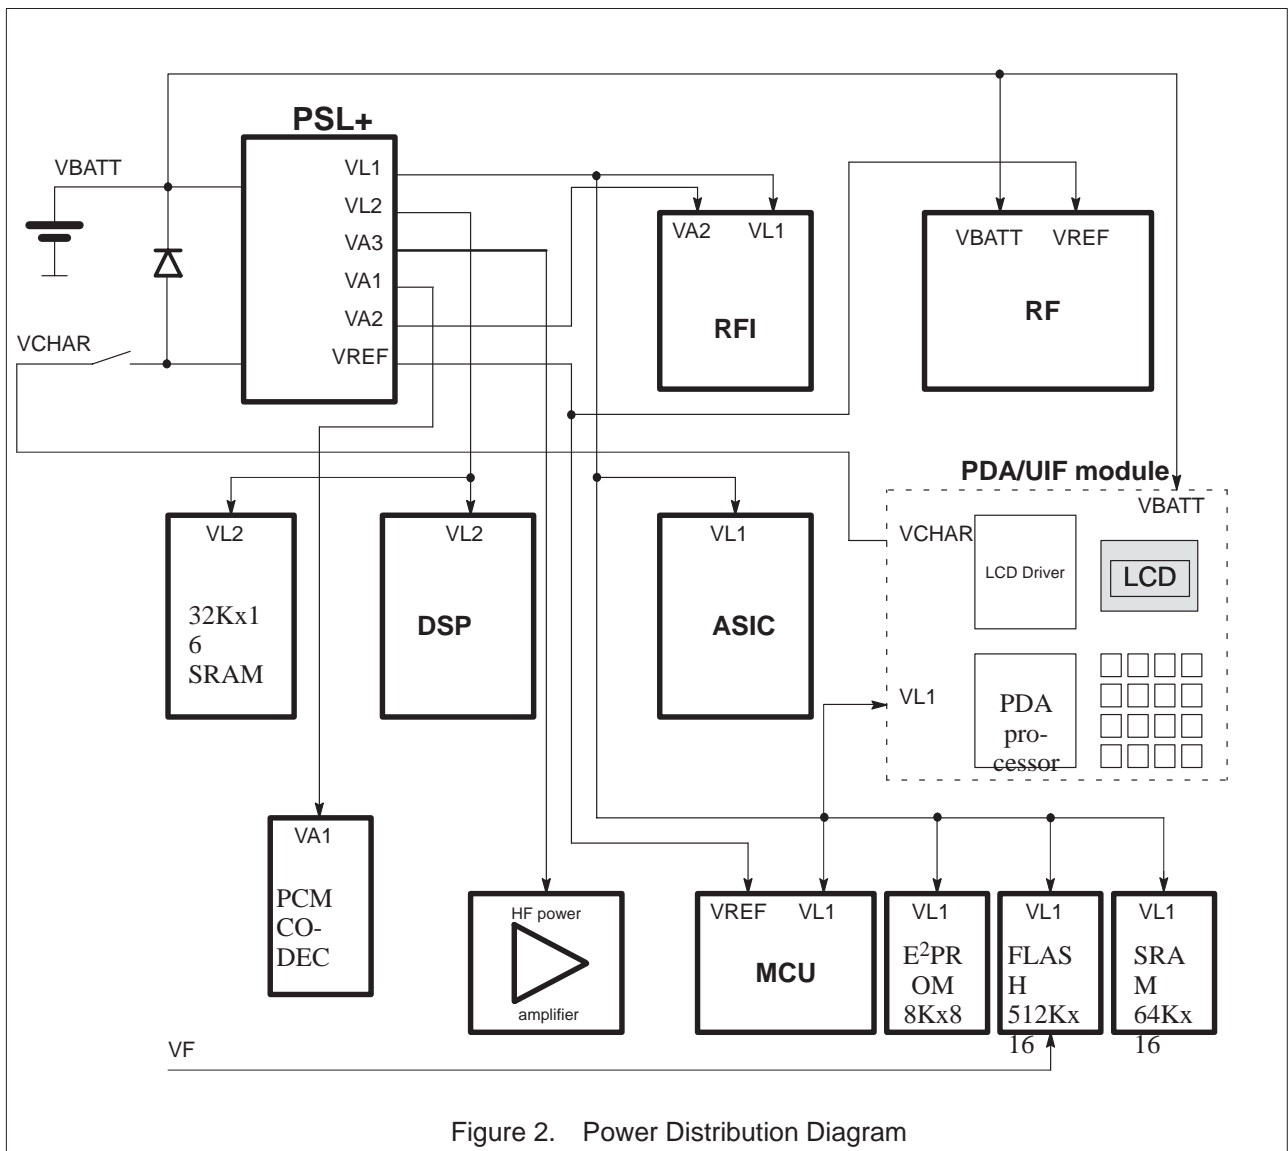 PSL+
VBATT
VL1
VL2
VA3
VA1
VA2
VREF
VCHAR
VA2 VL1
RFI
VBATT VREF
RF
PDA/UIF module
VBATT
VCHAR
LCD Driver
LCD
VL1
PDA
pro-
cessor
VL2
32Kx1
6
SRAM
VL2
DSP
VL1
ASIC
VA1
PCM
CO-
DEC
HF power
amplifier
VREF VL1
MCU
VL1
E²PR
OM
8Kx8
VL1
FLAS
H
512Kx
16
VL1
SRA
M
64Kx
16
VF
Figure 2. Power Distribution Diagram